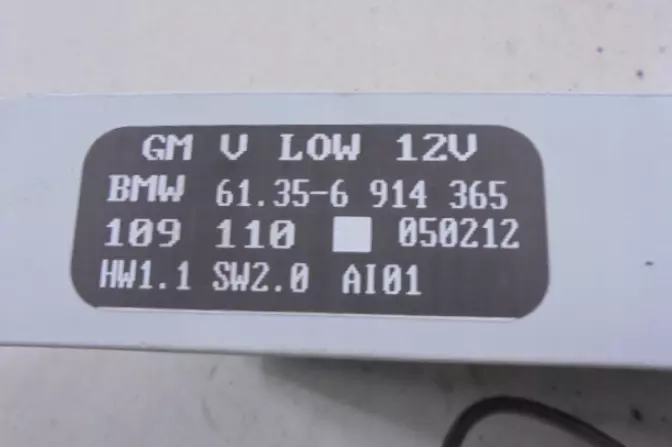 GM V LOW 12V
BMW 61.35-6 914 365
109 110 050212
HW1.1 SW2.0 AI01